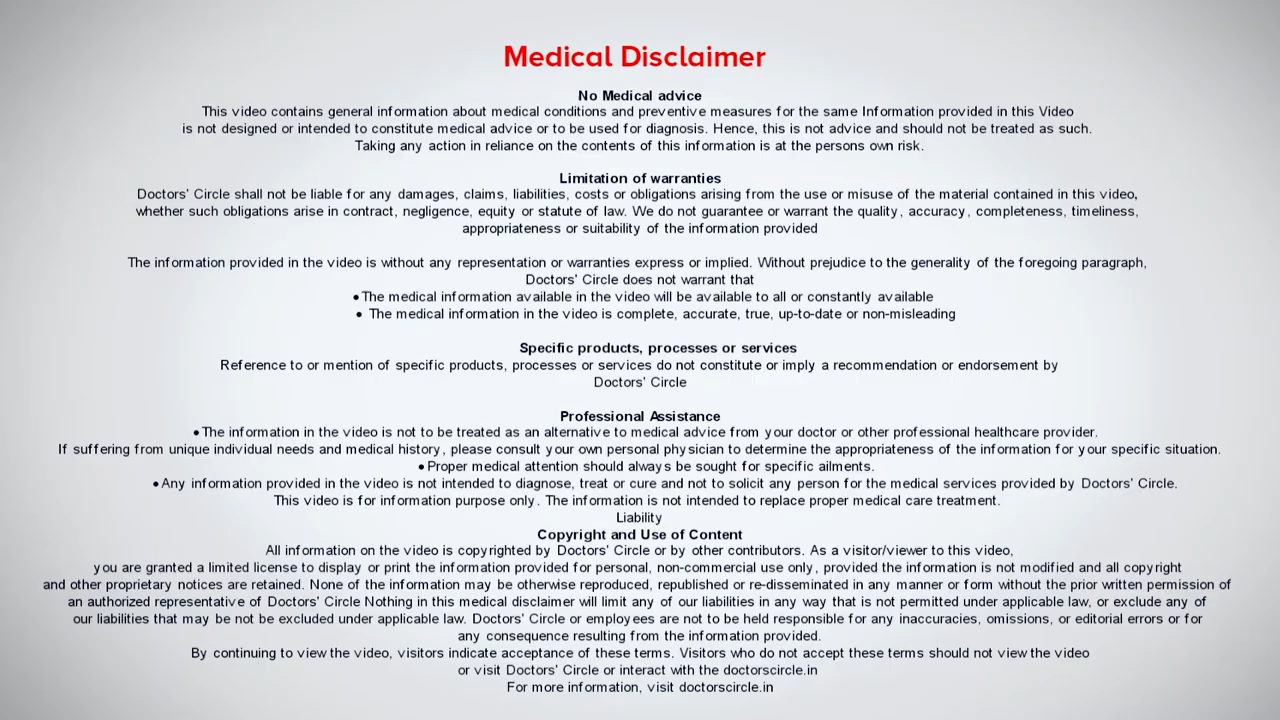 Medical Disclaimer
No Medical advice
This video contains general information about medical conditions and preventive measures for the same Information provided in this Video
is not designed or intended to constitute medical advice or to be used for diagnosis. Hence, this is not advice and should not be treated as such.
Taking any action in reliance on the contents of this information is at the persons own risk.
Limitation of warranties
Doctors' Circle shall not be liable for any damages, claims, liabilities, costs or obligations arising from the use or misuse of the material contained in this video,
whether such obligations arise in contract, negligence, equity or statute of law. We do not guarantee or warrant the quality, accuracy, completeness, timeliness,
appropriateness or suitability of the information provided
The information provided in the video is without any representation or warranties express or implied. Without prejudice to the generality of the foregoing paragraph,
Doctors' Circle does not warrant that
• The medical information available in the video will be available to all or constantly available
• The medical information in the video is complete, accurate, true, up-to-date or non-misleading
Specific products, processes or services
Reference to or mention of specific products, processes or services do not constitute or imply a recommendation or endorsement by
Doctors' Circle
Professional Assistance
• The information in the video is not to be treated as an alternative to medical advice from your doctor or other professional healthcare provider.
If suffering from unique individual needs and medical history, please consult your own personal physician to determine the appropriateness of the information for your specific situation.
• Proper medical attention should always be sought for specific ailments.
• Any information provided in the video is not intended to diagnose, treat or cure and not to solicit any person for the medical services provided by Doctors' Circle.
This video is for information purpose only. The information is not intended to replace proper medical care treatment.
Liability
Copyright and Use of Content
All information on the video is copyrighted by Doctors' Circle or by other contributors. As a visitor/viewer to this video,
you are granted a limited license to display or print the information provided for personal, non-commercial use only, provided the information is not modified and all copyright
and other proprietary notices are retained. None of the information may be otherwise reproduced, republished or re-disseminated in any manner or form without the prior written permission of
an authorized representative of Doctors' Circle Nothing in this medical disclaimer will limit any of our liabilities in any way that is not permitted under applicable law, or exclude any of
our liabilities that may be not be excluded under applicable law. Doctors' Circle or employees are not to be held responsible for any inaccuracies, omissions, or editorial errors or for
any consequence resulting from the information provided.
By continuing to view the video, visitors indicate acceptance of these terms. Visitors who do not accept these terms should not view the video
or visit Doctors' Circle or interact with the doctorscircle.in
For more information, visit doctorscircle.in